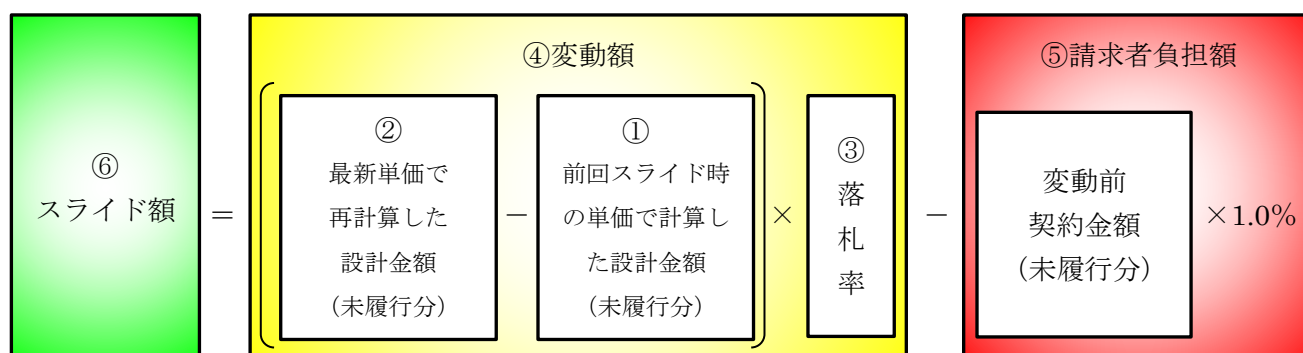 ⑥
スライド額
=
④変動額
②
最新単価で
再計算した
設計金額
(未履行分)
−
①
前回スライド時
の単価で計算し
た設計金額
(未履行分)
×
③
落
札
率
−
⑤請求者負担額
変動前
契約金額
(未履行分)
×1.0%